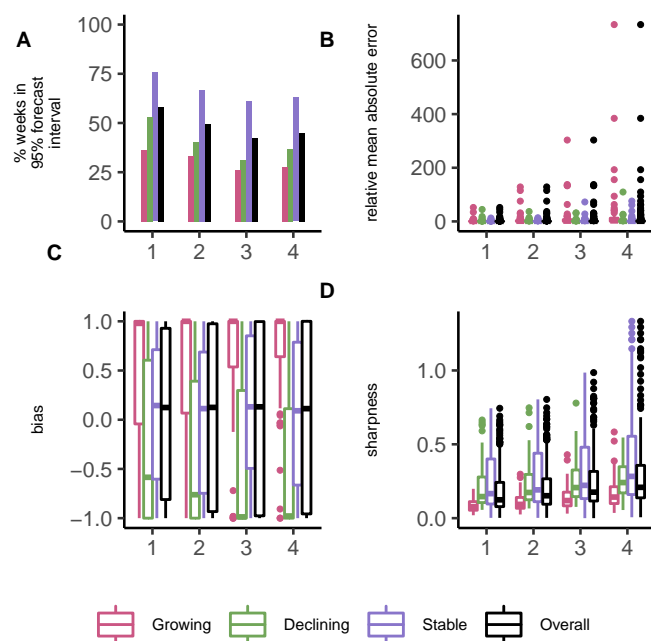 A
% weeks in
95% forecast
interval
100
75
50
25
0
1 2 3 4
B
relative mean absolute error
600
400
200
0
1 2 3 4
C
bias
1.0
0.5
0.0
−0.5
−1.0
1 2 3 4
D
sharpness
1.0
0.5
0.0
1 2 3 4
Growing Declining Stable Overall